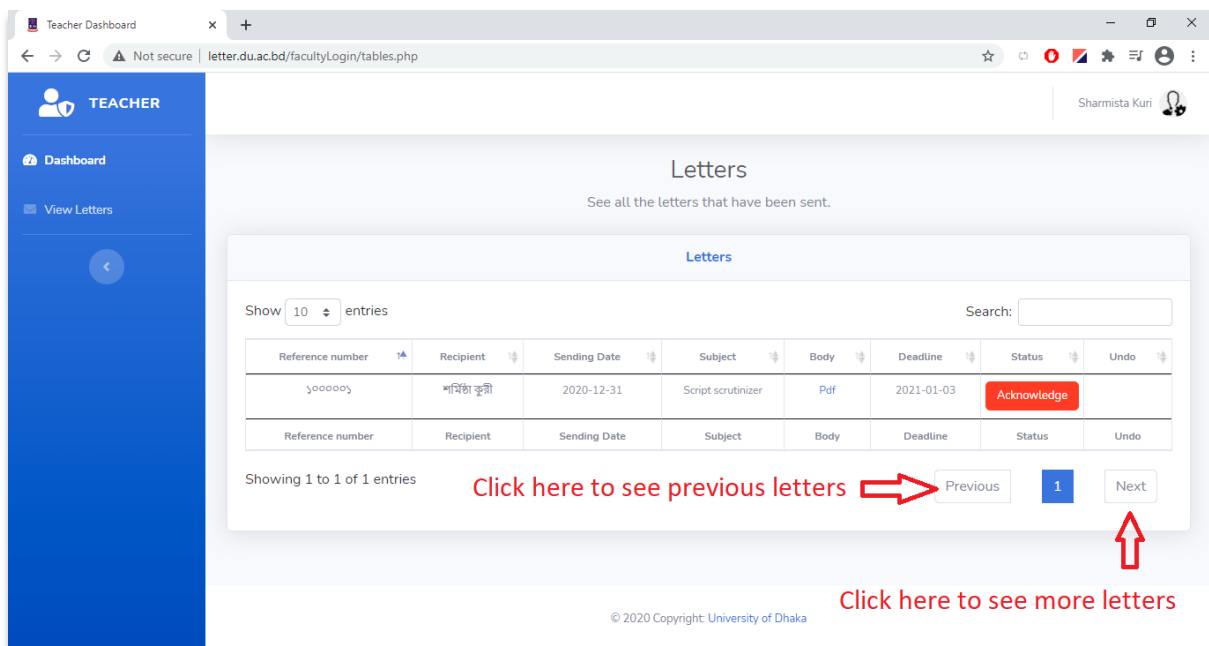 Teacher Dashboard
Not secure | letter.du.ac.bd/facultyLogin/tables.php
TEACHER
Sharmista Kuri
Dashboard
View Letters
Letters
See all the letters that have been sent.
Letters
Show 10 entries
Search:
Reference number Recipient Sending Date Subject Body Deadline Status Undo
১০০০০০১ শর্মিষ্ঠা কুরী 2020-12-31 Script scrutinizer Pdf 2021-01-03 Acknowledge
Reference number Recipient Sending Date Subject Body Deadline Status Undo
Showing 1 to 1 of 1 entries
Click here to see previous letters
Previous 1 Next
Click here to see more letters
© 2020 Copyright: University of Dhaka